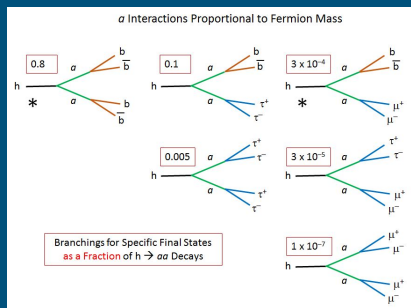 a Interactions Proportional to Fermion Mass
0.8
h
a
a
b
b̅
b
b̅
*
0.1
h
a
a
b
b̅
τ⁺
τ⁻
3 x 10⁻⁴
h
a
a
b
b̅
μ⁺
μ⁻
*
0.005
h
a
a
τ⁺
τ⁻
τ⁺
τ⁻
3 x 10⁻⁵
h
a
a
τ⁺
τ⁻
μ⁺
μ⁻
Branchings for Specific Final States
as a Fraction of h → aa Decays
1 x 10⁻⁷
h
a
a
μ⁺
μ⁻
μ⁺
μ⁻